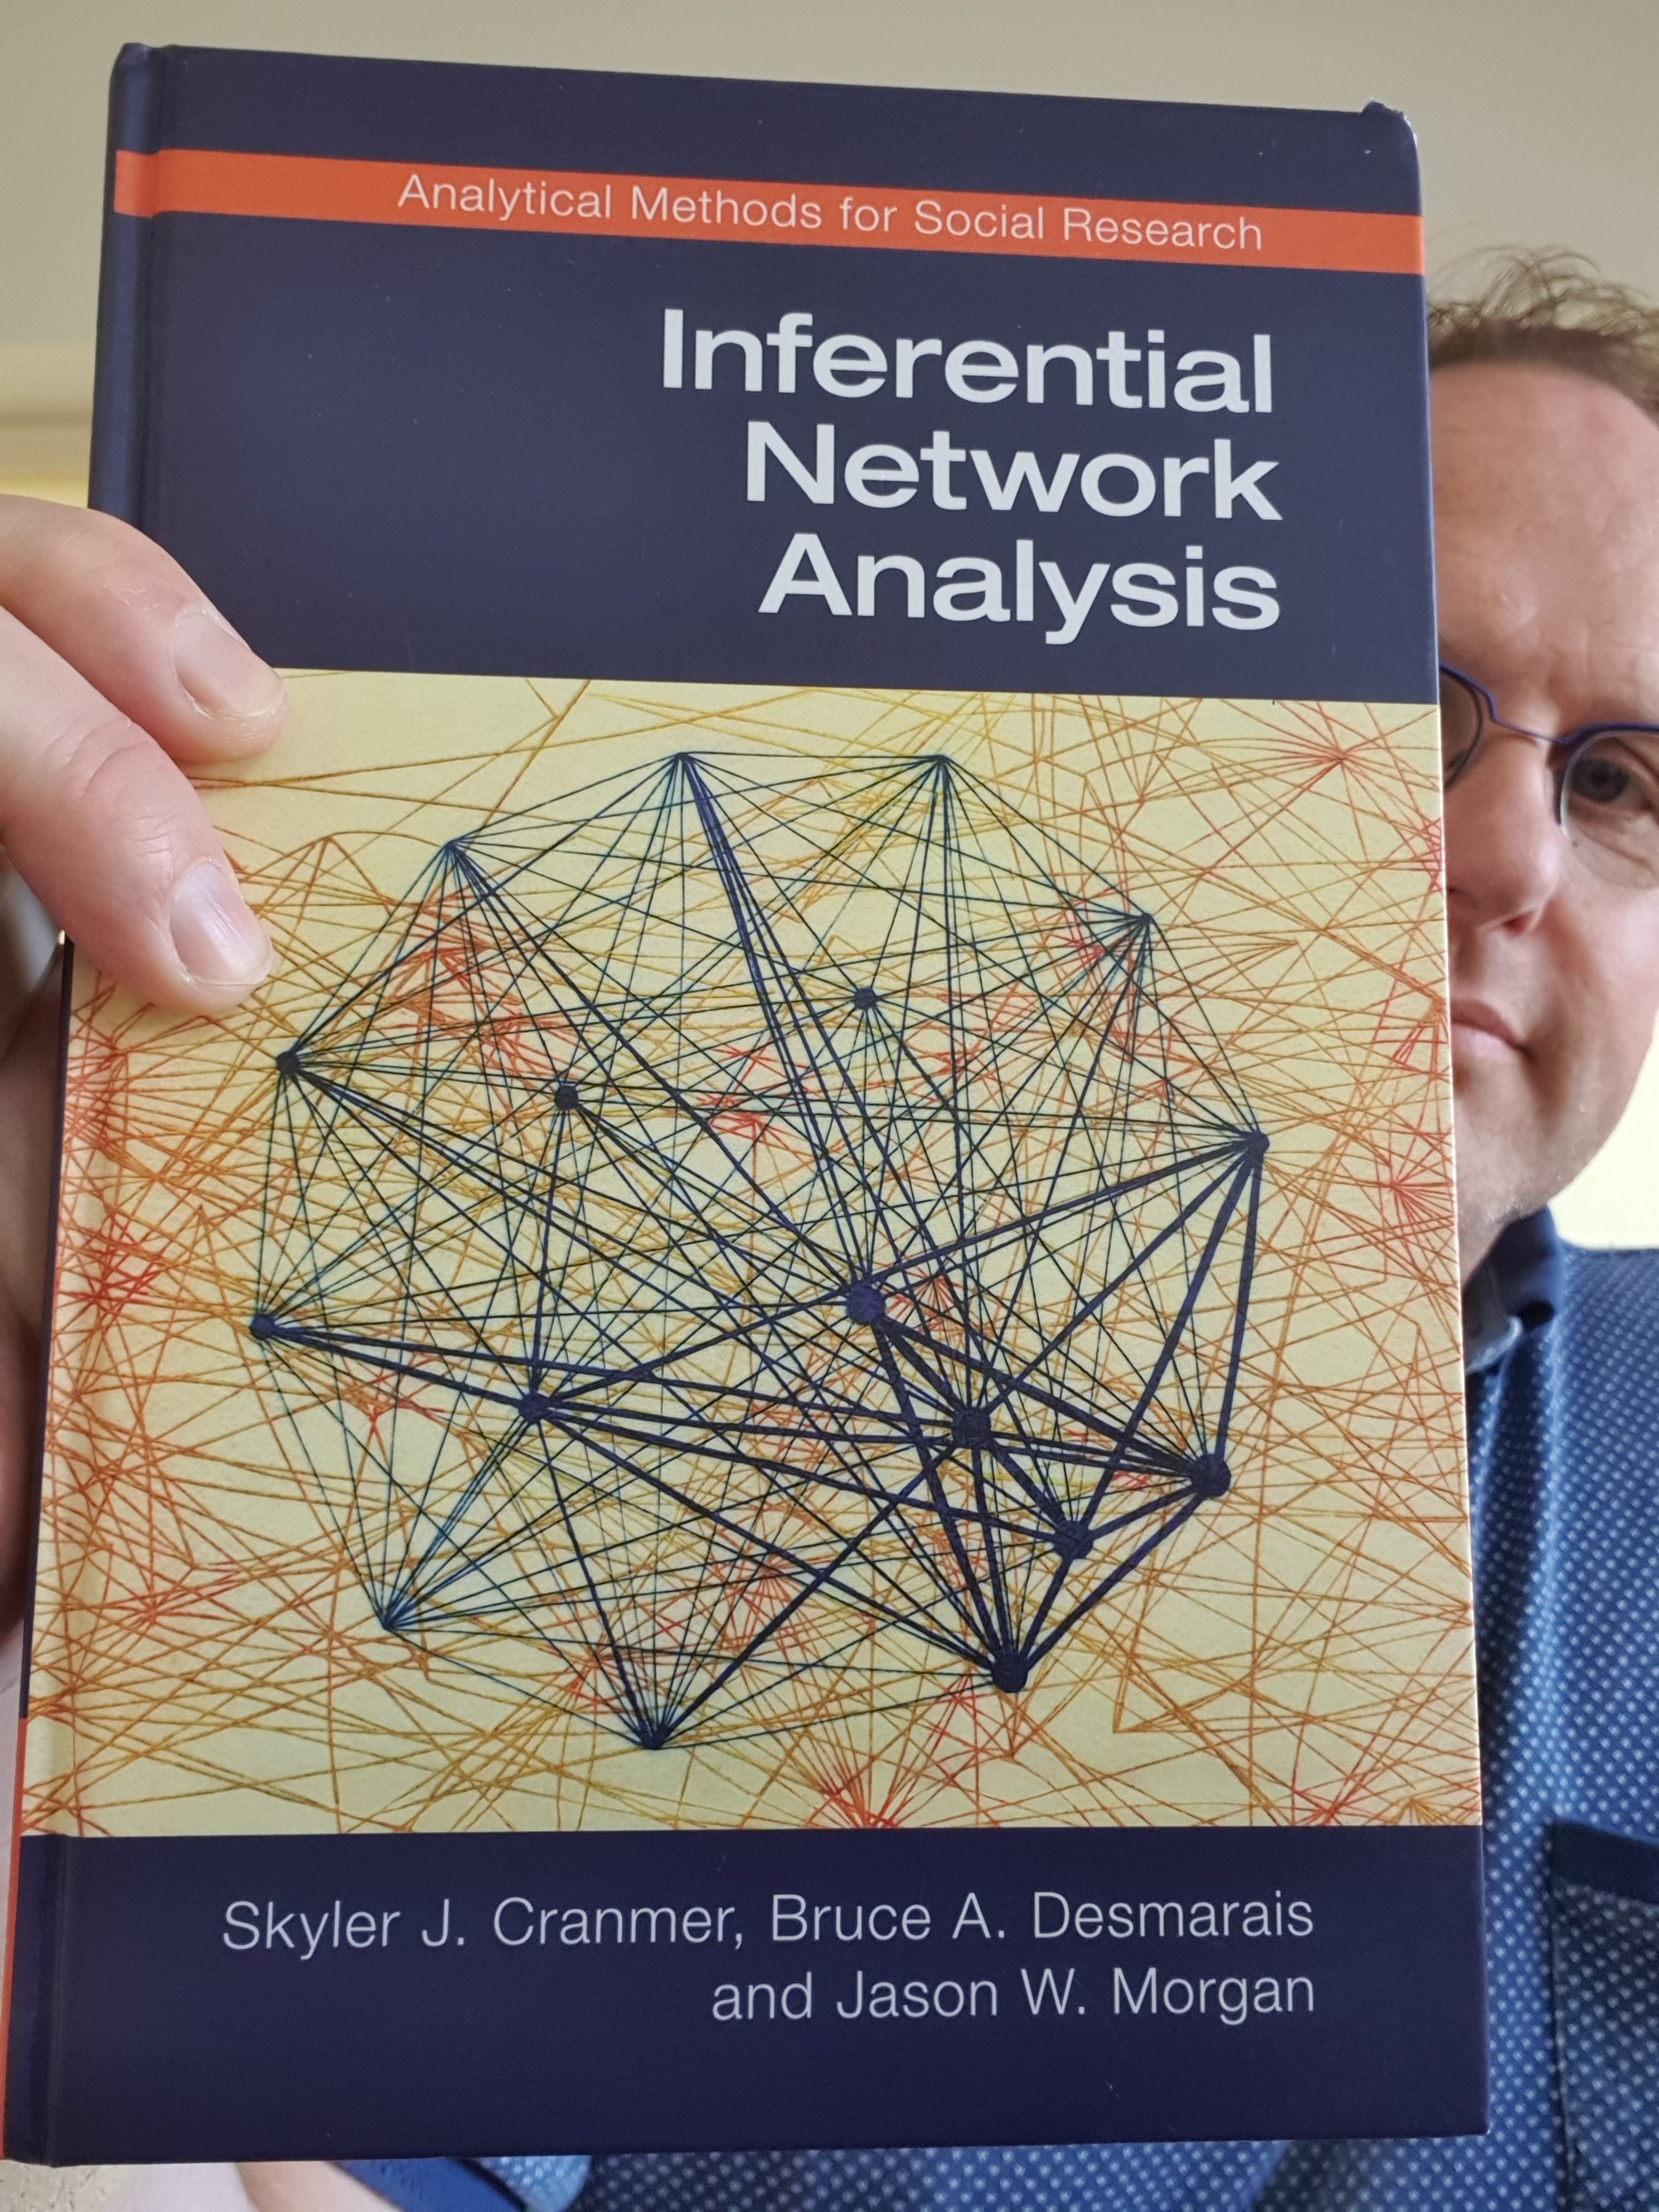 Analytical Methods for Social Research
Inferential
Network
Analysis
Skyler J. Cranmer, Bruce A. Desmarais
and Jason W. Morgan